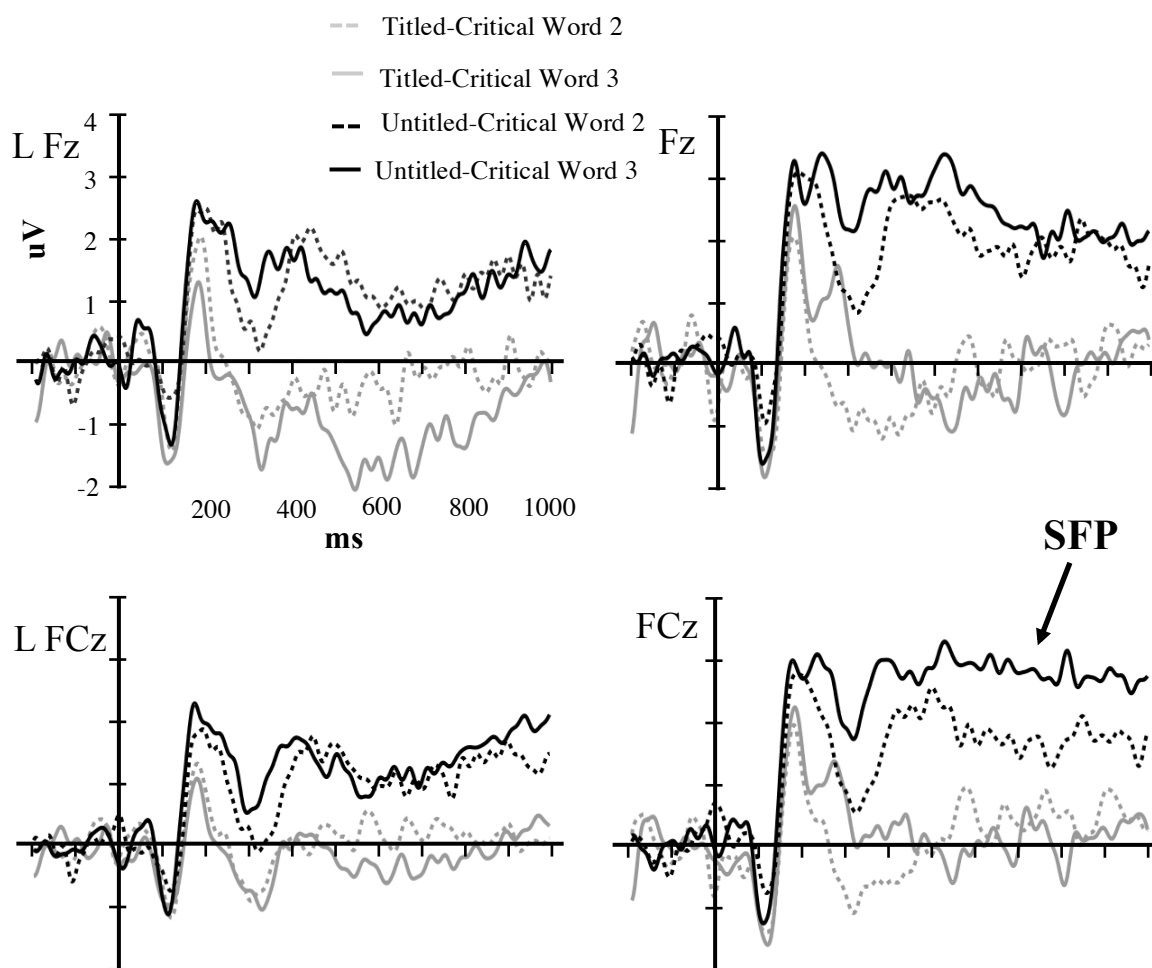 Titled-Critical Word 2
Titled-Critical Word 3
Untitled-Critical Word 2
Untitled-Critical Word 3
L Fz
4
3
2
1
-1
-2
uV
200 400 600 800 1000
ms
Fz
SFP
L FCz
FCz